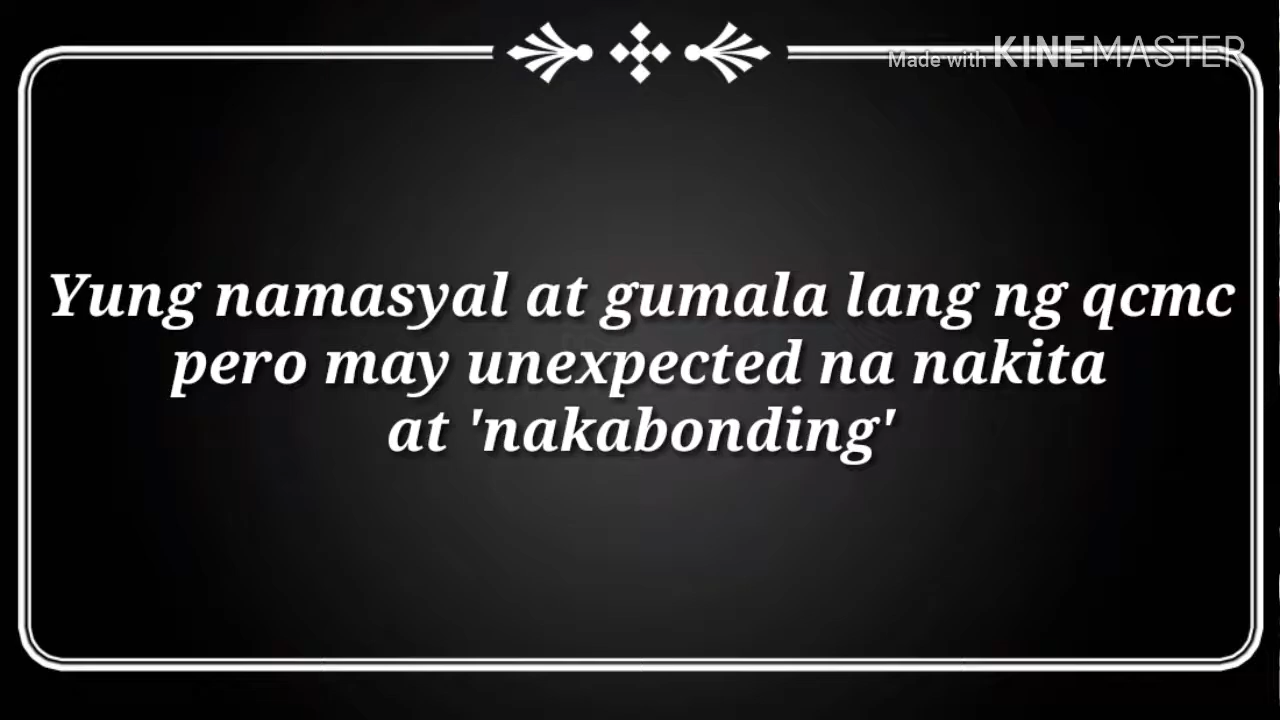 Made with KINEMASTER
Yung namasyal at gumala lang ng qcmc
pero may unexpected na nakita
at 'nakabonding'